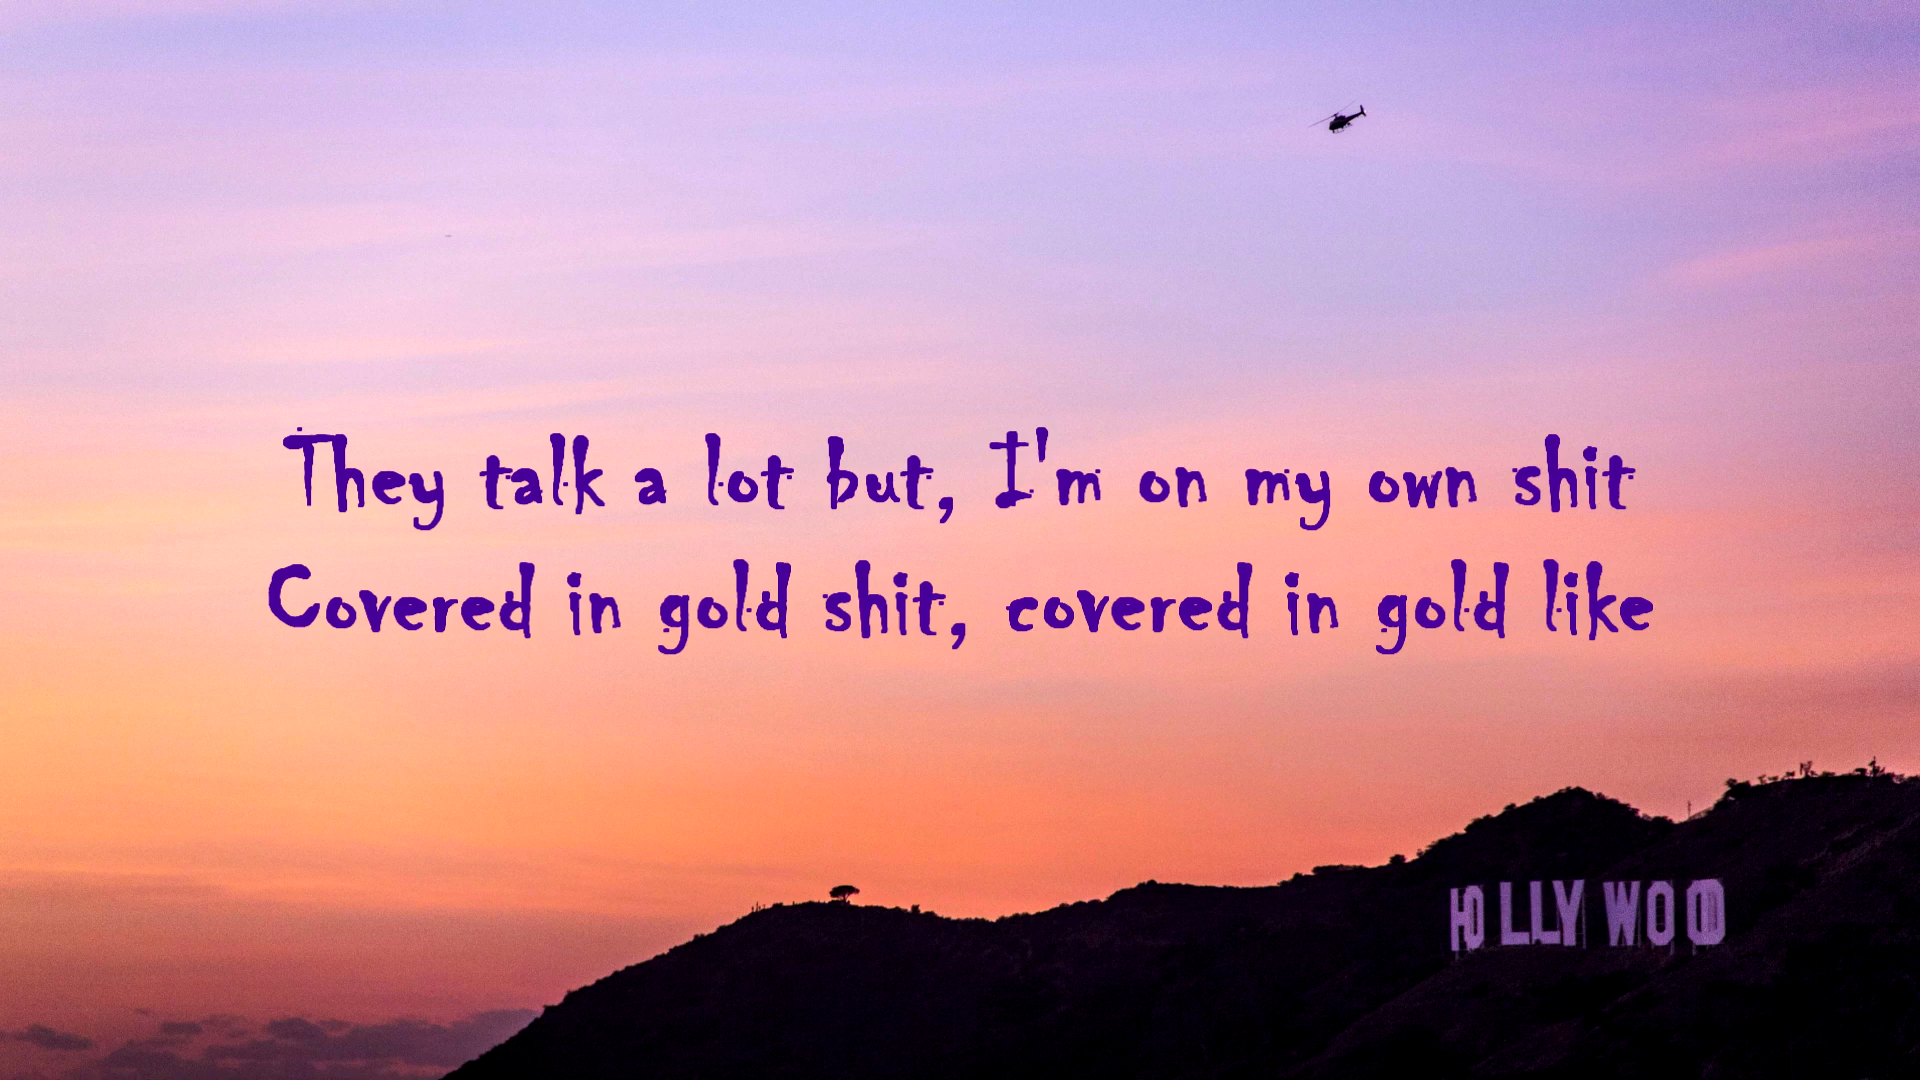 They talk a lot but, I'm on my own shit
Covered in gold shit, covered in gold like
HOLLYWOOD